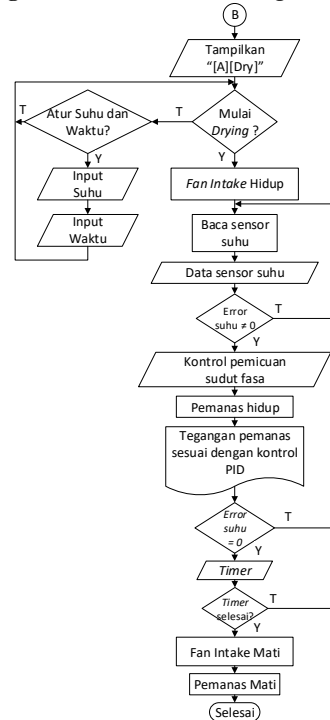 B
Tampilkan
"[A][Dry]"
T
Atur Suhu dan
Waktu?
T
Mulai
Drying ?
Y
Y
Input
Suhu
Fan Intake Hidup
Input
Waktu
Baca sensor
suhu
Data sensor suhu
Error
suhu ≠ 0
T
Y
Kontrol pemicuan
sudut fasa
Pemanas hidup
Tegangan pemanas
sesuai dengan kontrol
PID
Error
suhu
= 0
T
Y
Timer
Timer
selesai?
T
Y
Fan Intake Mati
Pemanas Mati
Selesai